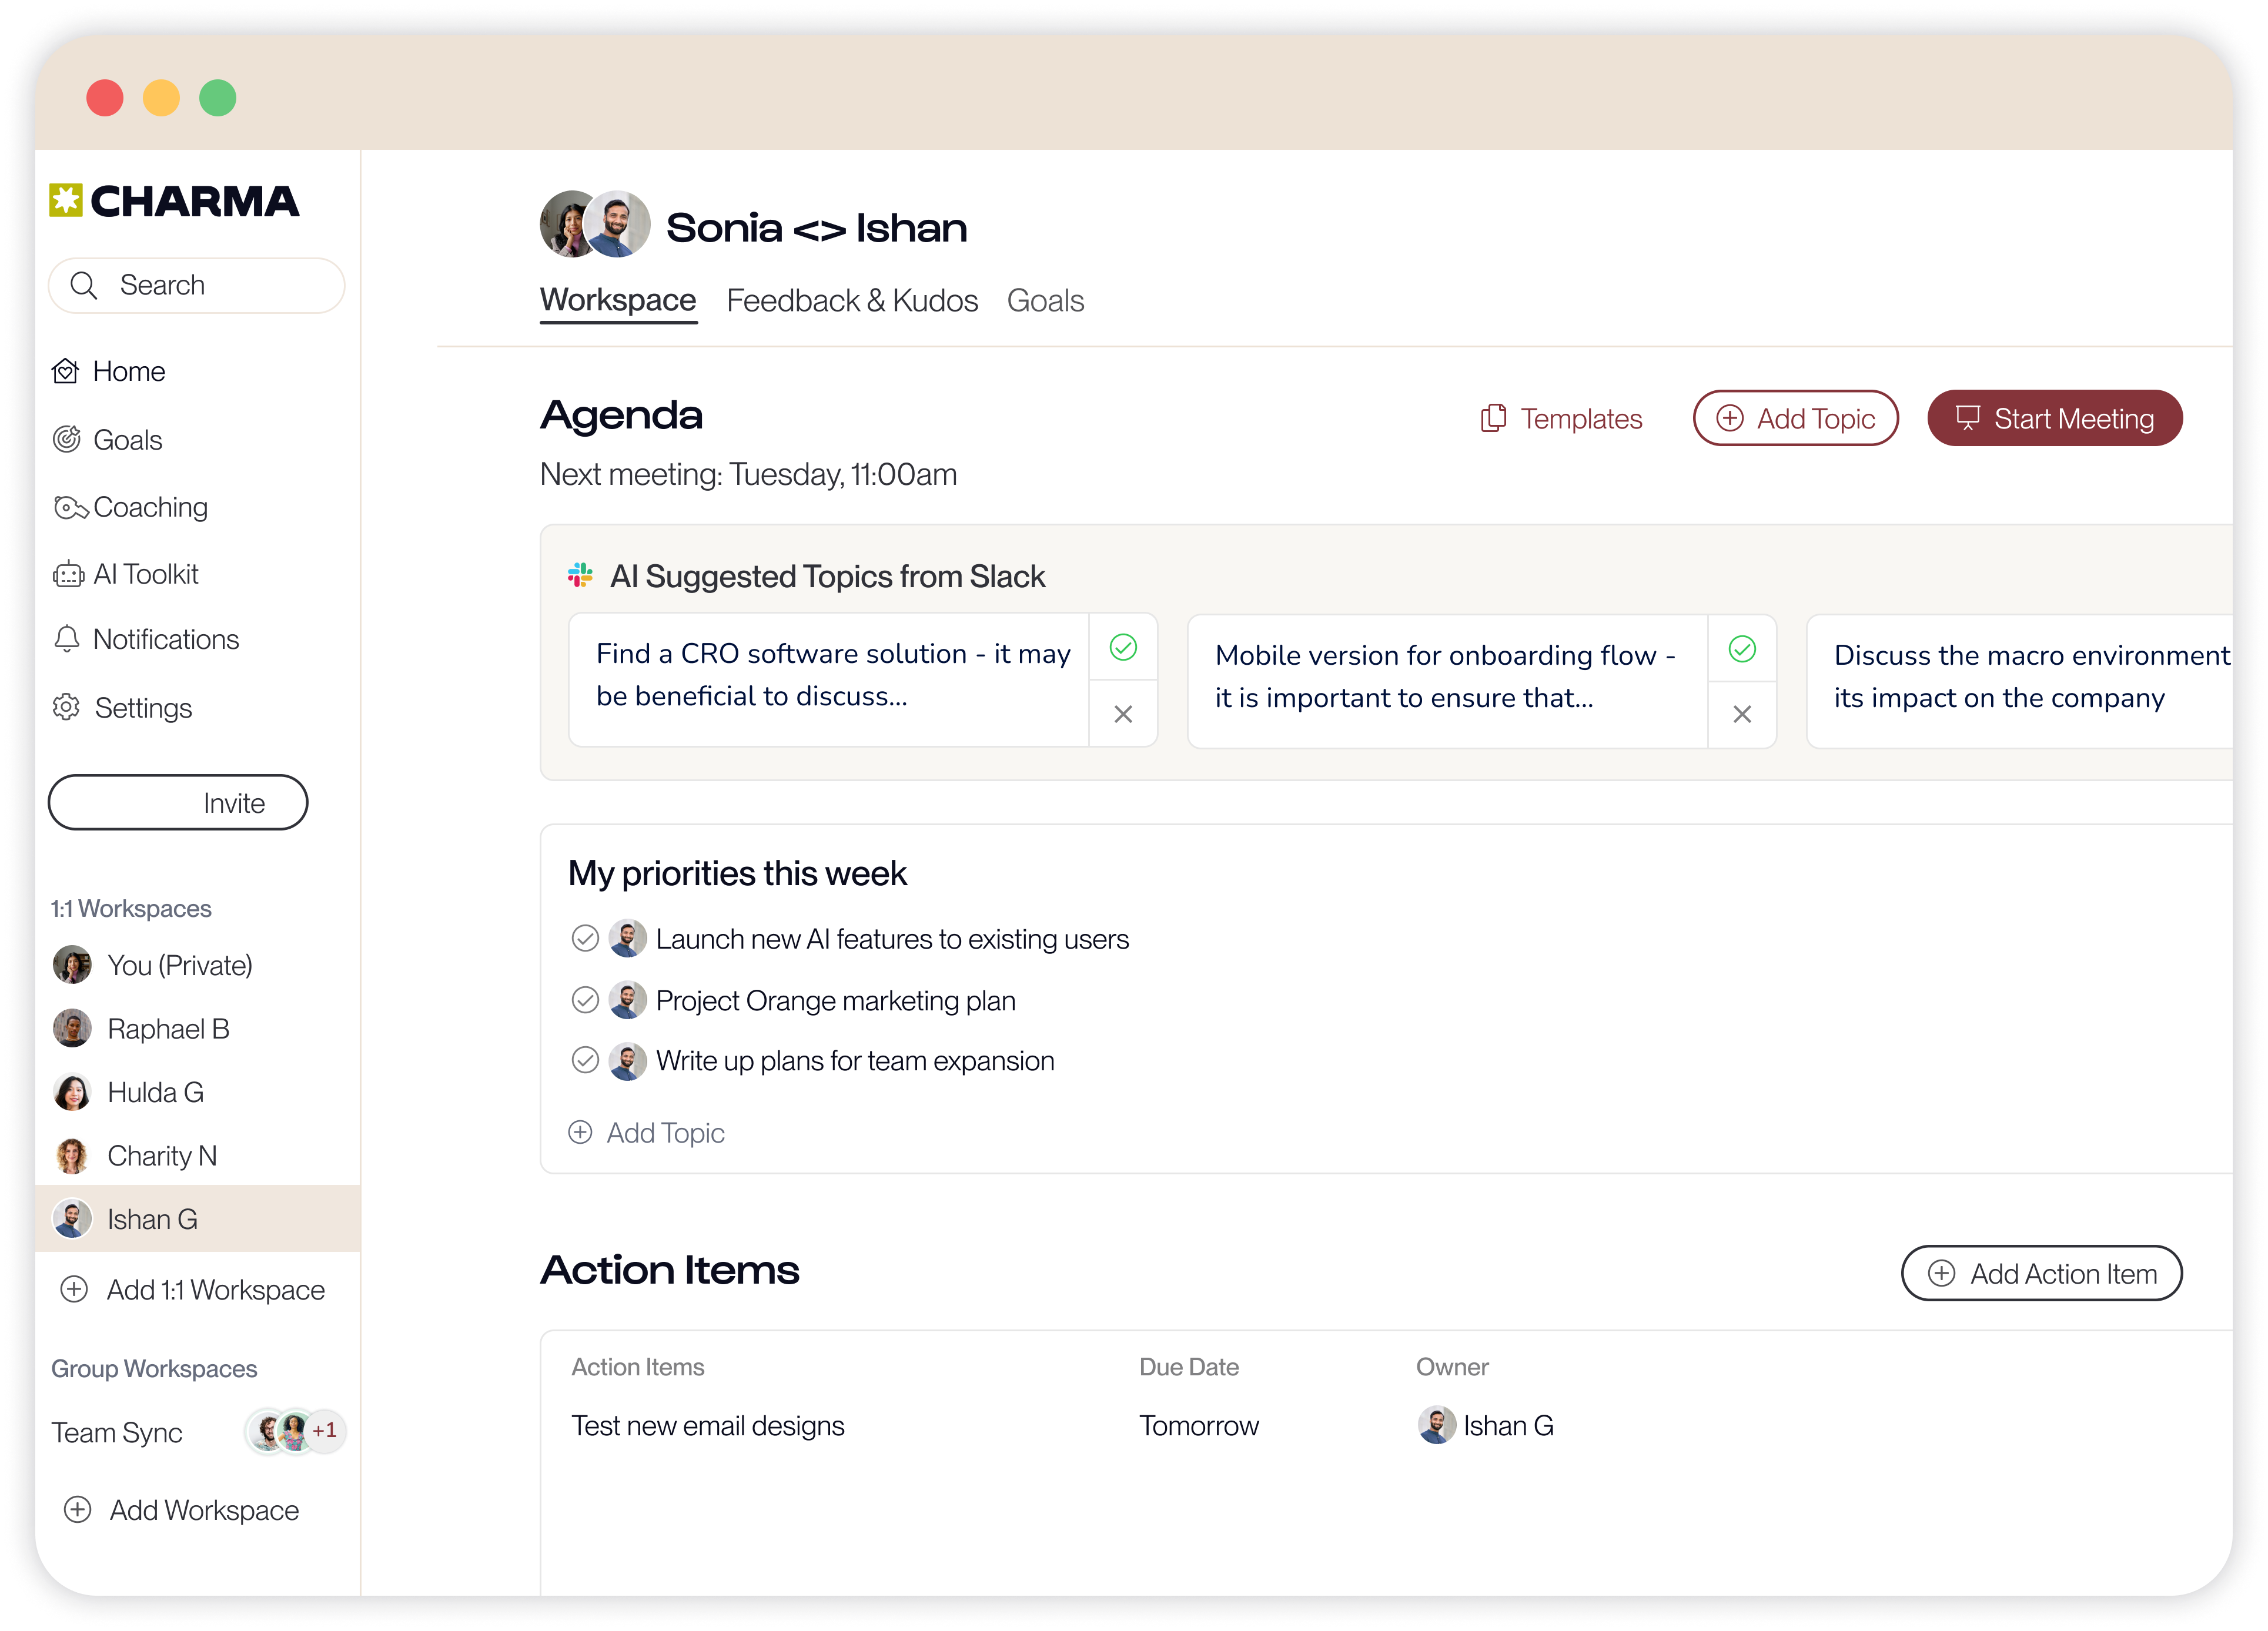 CHARMA
Search
Home
Goals
Coaching
AI Toolkit
Notifications
Settings
Invite
1:1 Workspaces
You (Private)
Raphael B
Hulda G
Charity N
Ishan G
Add 1:1 Workspace
Group Workspaces
Team Sync +1
Add Workspace
Sonia <> Ishan
Workspace Feedback & Kudos Goals
Agenda
Templates Add Topic Start Meeting
Next meeting: Tuesday, 11:00am
AI Suggested Topics from Slack
Find a CRO software solution - it may
be beneficial to discuss...
Mobile version for onboarding flow -
it is important to ensure that...
Discuss the macro environment
its impact on the company
My priorities this week
Launch new AI features to existing users
Project Orange marketing plan
Write up plans for team expansion
Add Topic
Action Items
Add Action Item
Action Items Due Date Owner
Test new email designs Tomorrow Ishan G